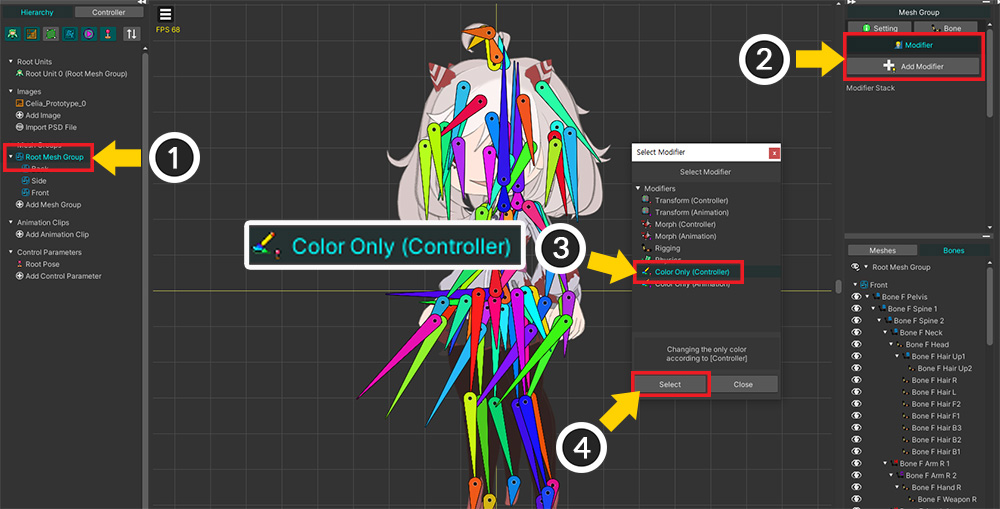 Hierarchy
Controller
Root Units
Root Unit 0 (Root Mesh Group)
Images
Celia_Prototype_0
Add Image
Import PSD File
Mesh Groups
Root Mesh Group
Back
Side
Front
Add Mesh Group
Animation Clips
Add Animation Clip
Control Parameters
Root Pose
Add Control Parameter
1
FPS 68
Color Only (Controller)
3
Select Modifier
x
Select Modifier
Modifiers
Transform (Controller)
Transform (Animation)
Morph (Controller)
Morph (Animation)
Rigging
Physics
Color Only (Controller)
Color Only (Animation)
Changing the only color
according to [Controller]
Select
Close
4
2
Mesh Group
Setting
Bone
Modifier
Add Modifier
Modifier Stack
Meshes
Bones
Root Mesh Group
Front
Bone F Pelvis
Bone F Spine 1
Bone F Spine 2
Bone F Neck
Bone F Head
Bone F Hair Up1
Bone F Hair Up2
Bone F Hair R
Bone F Hair L
Bone F Hair F2
Bone F Hair F1
Bone F Hair B3
Bone F Hair B2
Bone F Hair B1
Bone F Arm R 1
Bone F Arm R 2
Bone F Hand R
Bone F Weapon R